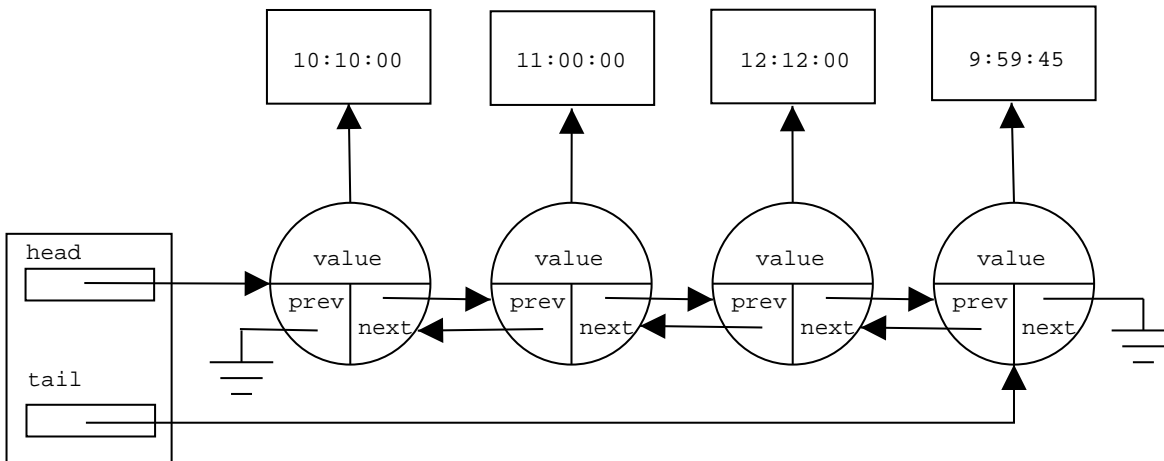 10:10:00 11:00:00 12:12:00 9:59:45
head
value value value value
prev prev prev prev
next next next next
tail